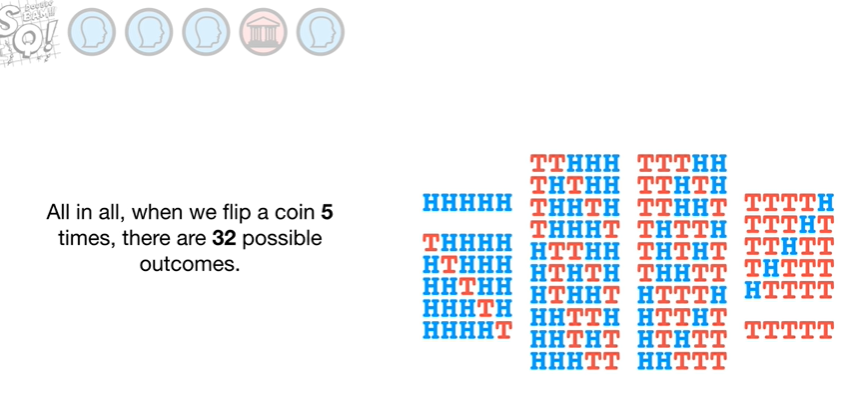 All in all, when we flip a coin 5
times, there are 32 possible
outcomes.
HHHHH
THHHH
HTHHH
HHTHH
HHHTH
HHHHT
TTHHH
THTHH
THHTH
THHHT
HTTHH
HTHTH
HTHHT
HHTTH
HHTHT
HHHTT
TTTHH
TTHTH
TTHHT
THTTH
THTHT
THHTT
HTTTH
HTTHT
HTHTT
HHTTT
TTTTH
TTTHT
TTHTT
THTTT
HTTTT
TTTTT